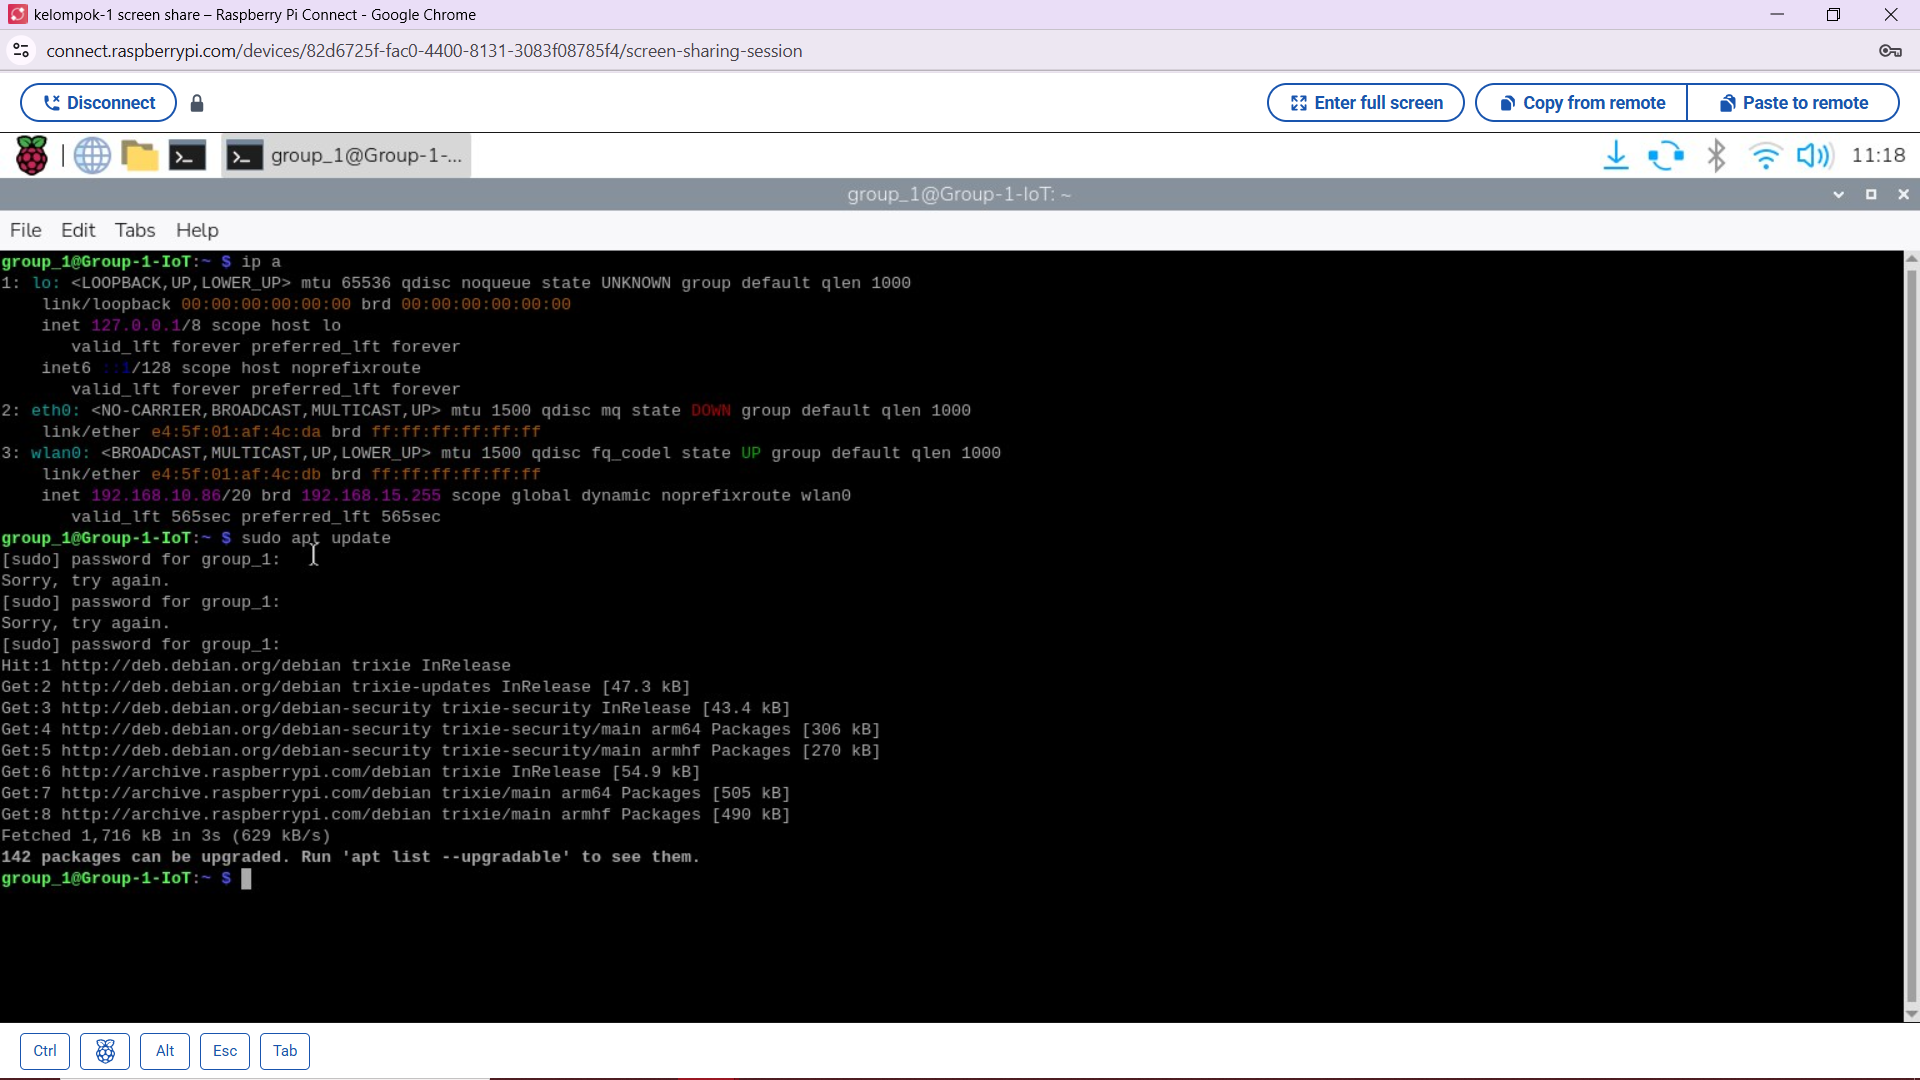 kelompok-1 screen share – Raspberry Pi Connect - Google Chrome
connect.raspberrypi.com/devices/82d6725f-fac0-4400-8131-3083f08785f4/screen-sharing-session
Disconnect
Enter full screen
Copy from remote
Paste to remote
group_1@Group-1-...
11:18
group_1@Group-1-IoT: ~
File Edit Tabs Help
group_1@Group-1-IoT:~ $ ip a
1: lo: <LOOPBACK,UP,LOWER_UP> mtu 65536 qdisc noqueue state UNKNOWN group default qlen 1000
link/loopback 00:00:00:00:00:00 brd 00:00:00:00:00:00
inet 127.0.0.1/8 scope host lo
valid_lft forever preferred_lft forever
inet6 ::1/128 scope host noprefixroute
valid_lft forever preferred_lft forever
2: eth0: <NO-CARRIER,BROADCAST,MULTICAST,UP> mtu 1500 qdisc mq state DOWN group default qlen 1000
link/ether e4:5f:01:af:4c:da brd ff:ff:ff:ff:ff:ff
3: wlan0: <BROADCAST,MULTICAST,UP,LOWER_UP> mtu 1500 qdisc fq_codel state UP group default qlen 1000
link/ether e4:5f:01:af:4c:db brd ff:ff:ff:ff:ff:ff
inet 192.168.10.86/20 brd 192.168.15.255 scope global dynamic noprefixroute wlan0
valid_lft 565sec preferred_lft 565sec
group_1@Group-1-IoT:~ $ sudo apt update
[sudo] password for group_1:
Sorry, try again.
[sudo] password for group_1:
Sorry, try again.
[sudo] password for group_1:
Hit:1 http://deb.debian.org/debian trixie InRelease
Get:2 http://deb.debian.org/debian trixie-updates InRelease [47.3 kB]
Get:3 http://deb.debian.org/debian-security trixie-security InRelease [43.4 kB]
Get:4 http://deb.debian.org/debian-security trixie-security/main arm64 Packages [306 kB]
Get:5 http://deb.debian.org/debian-security trixie-security/main armhf Packages [270 kB]
Get:6 http://archive.raspberrypi.com/debian trixie InRelease [54.9 kB]
Get:7 http://archive.raspberrypi.com/debian trixie/main arm64 Packages [505 kB]
Get:8 http://archive.raspberrypi.com/debian trixie/main armhf Packages [490 kB]
Fetched 1,716 kB in 3s (629 kB/s)
142 packages can be upgraded. Run 'apt list --upgradable' to see them.
group_1@Group-1-IoT:~ $
Ctrl
Alt
Esc
Tab